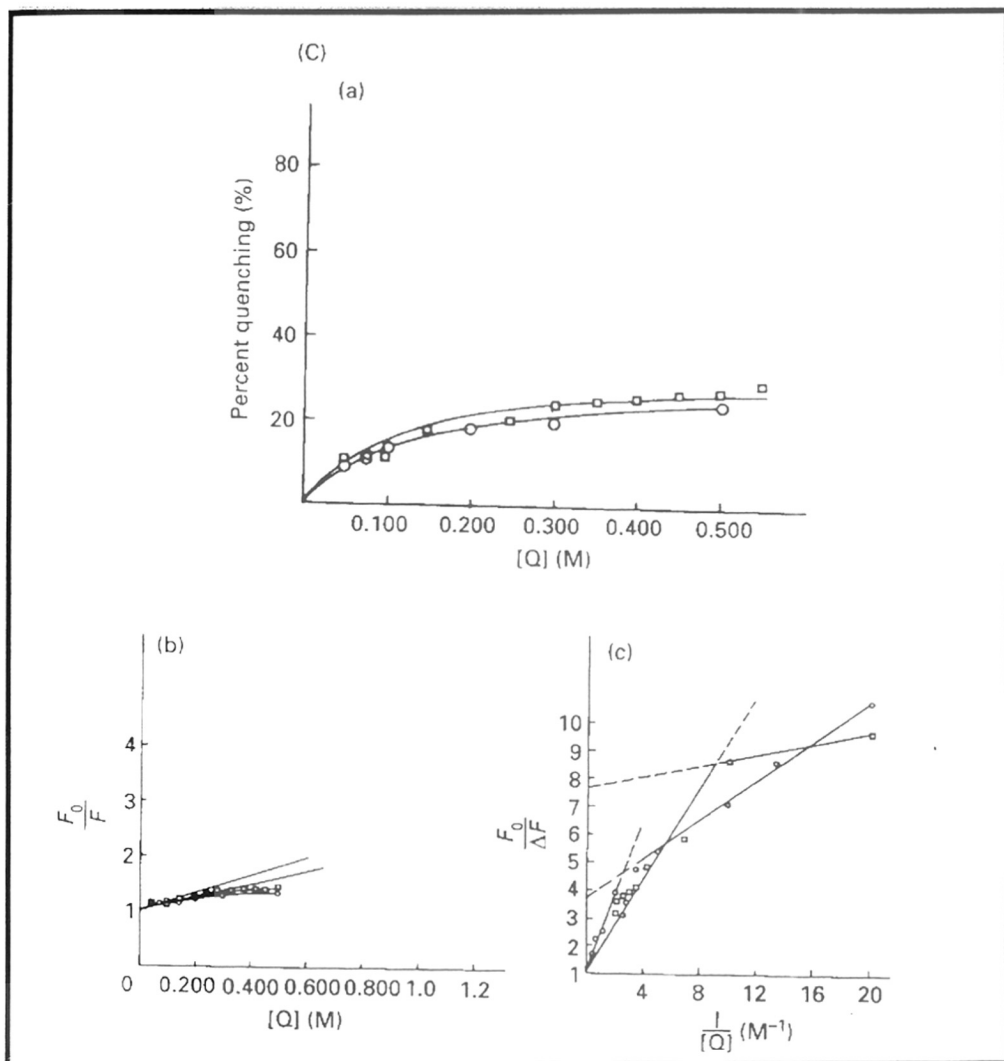 (C)
(a)
80
60
40
20
Percent quenching (%)
0.100 0.200 0.300 0.400 0.500
[Q] (M)
(b)
4
3
2
1
F₀/F
0 0.200 0.400 0.600 0.800 1.0 1.2
[Q] (M)
(c)
10
9
8
7
6
5
4
3
2
1
F₀/ΔF
4 8 12 16 20
1/[Q] (M⁻¹)